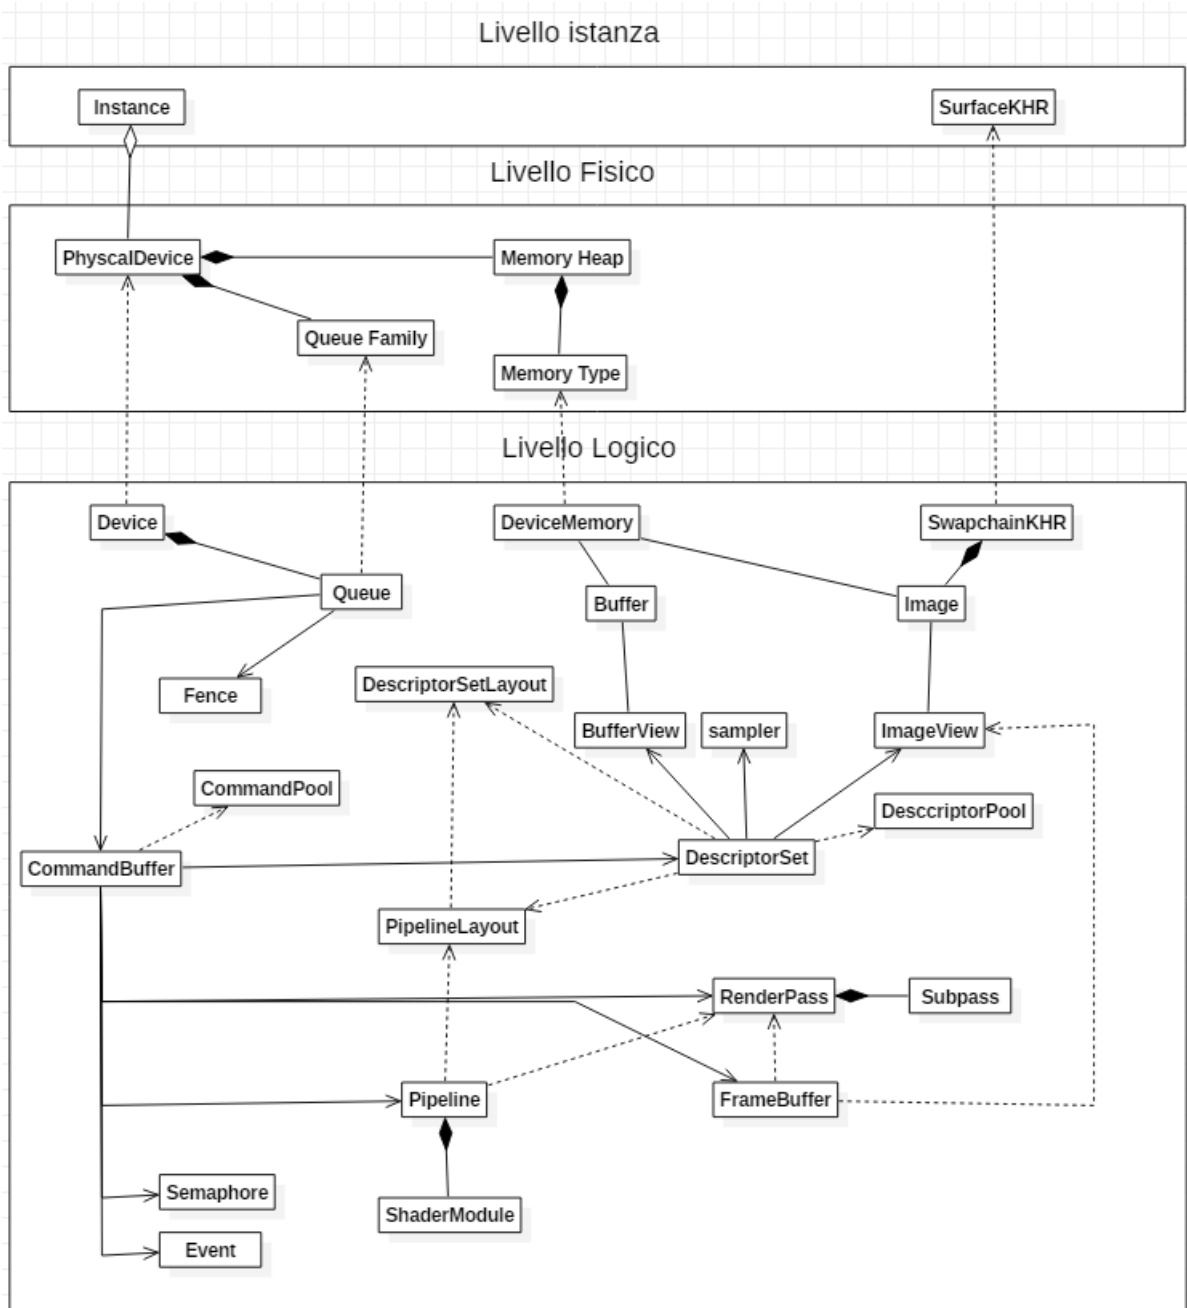 Livello istanza
Instance
SurfaceKHR
Livello Fisico
PhyscalDevice
Memory Heap
Queue Family
Memory Type
Livello Logico
Device
DeviceMemory
SwapchainKHR
Queue
Buffer
Image
Fence
DescriptorSetLayout
BufferView
sampler
ImageView
CommandPool
DesccriptorPool
CommandBuffer
DescriptorSet
PipelineLayout
RenderPass
Subpass
Pipeline
FrameBuffer
Semaphore
ShaderModule
Event